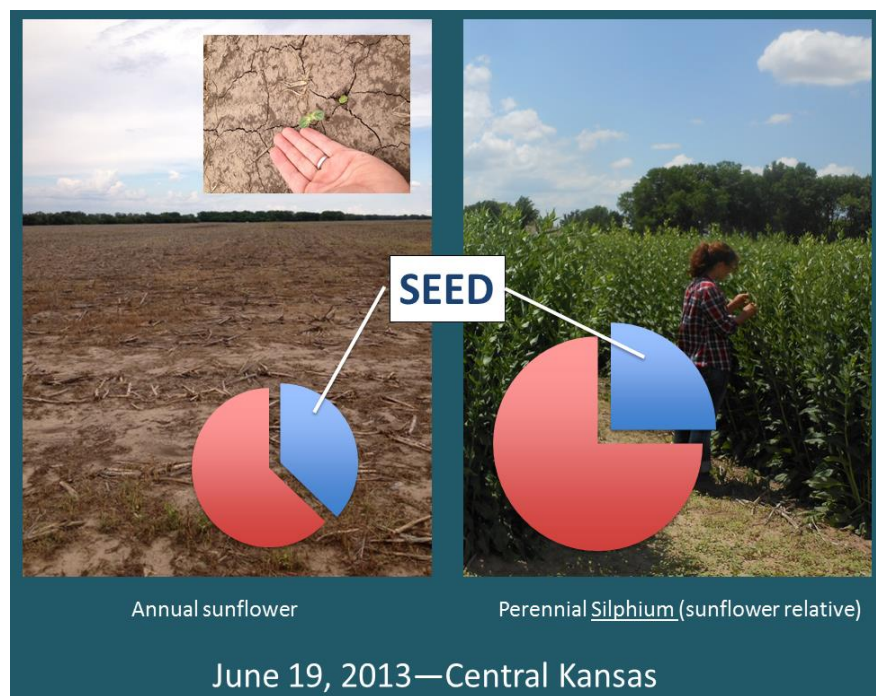 SEED
Annual sunflower
Perennial Silphium (sunflower relative)
June 19, 2013—Central Kansas